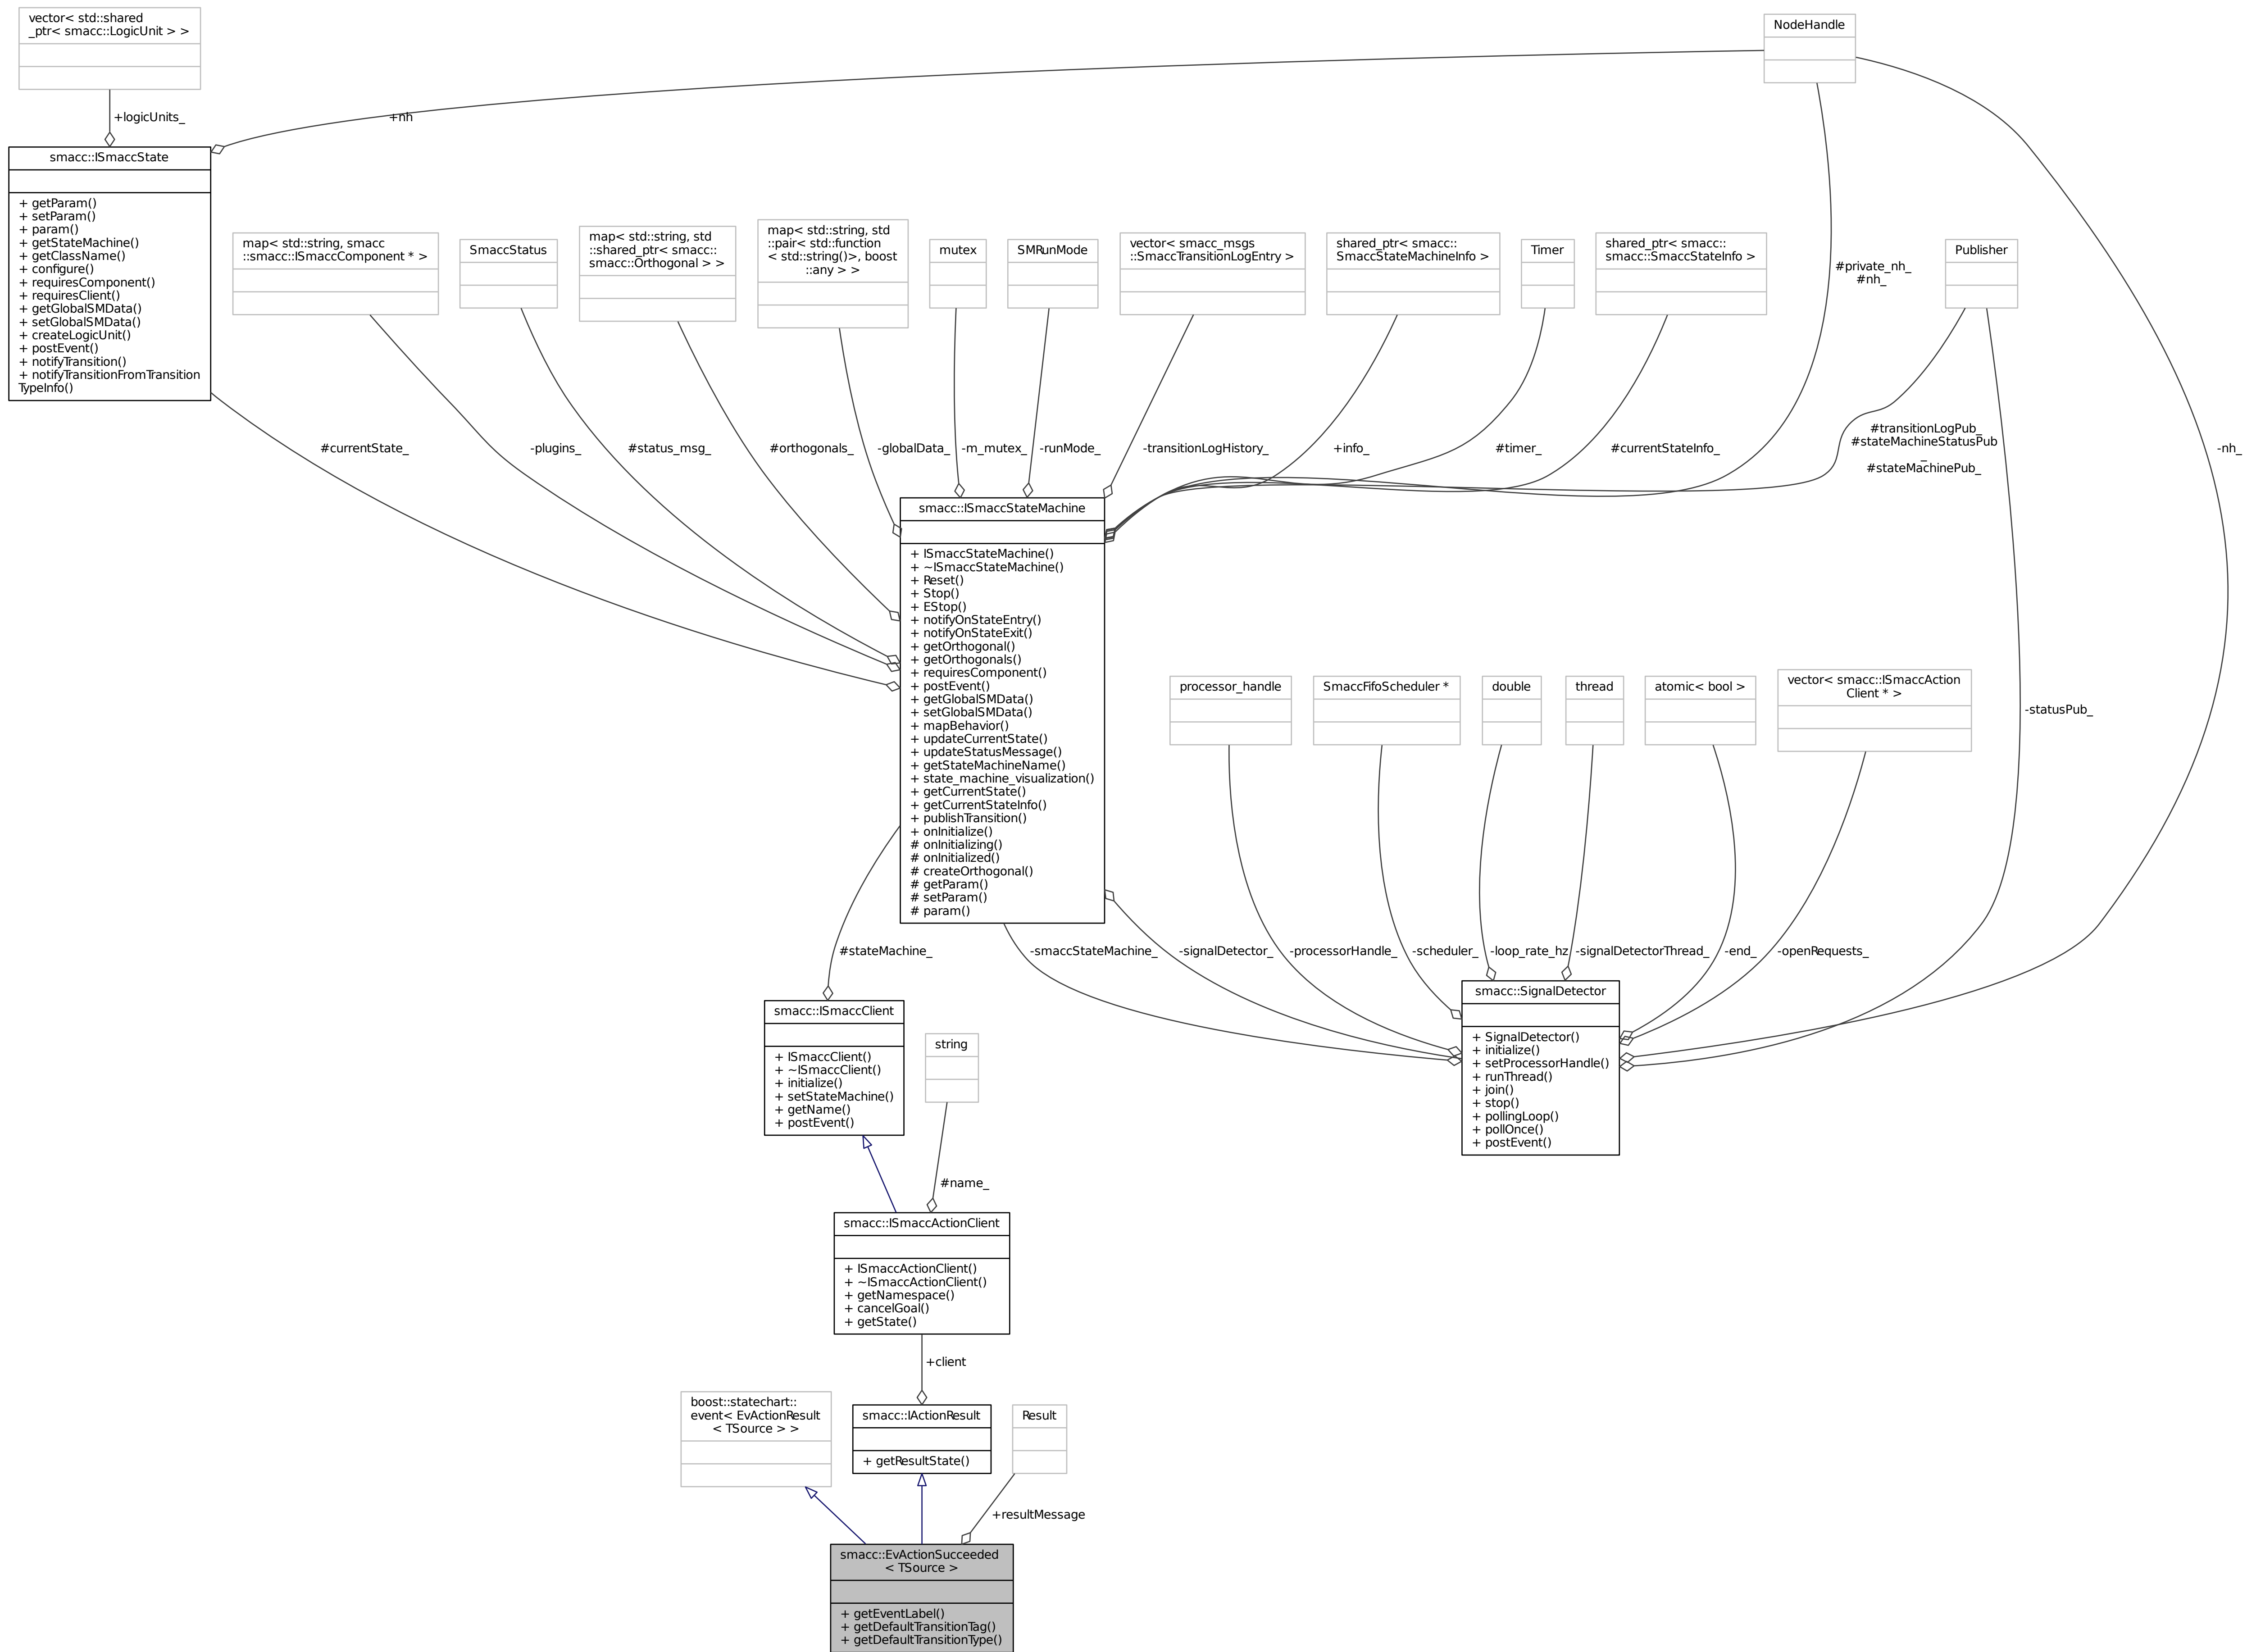 vector< std::shared
_ptr< smacc::LogicUnit > >
NodeHandle
+logicUnits_
+nh
smacc::ISmaccState
+ getParam()
+ setParam()
+ param()
+ getStateMachine()
+ getClassName()
+ configure()
+ requiresComponent()
+ requiresClient()
+ getGlobalSMData()
+ setGlobalSMData()
+ createLogicUnit()
+ postEvent()
+ notifyTransition()
+ notifyTransitionFromTransition
TypeInfo()
map< std::string, smacc
::smacc::ISmaccComponent * >
SmaccStatus
map< std::string, std
::shared_ptr< smacc::
smacc::Orthogonal > >
map< std::string, std
::pair< std::function
< std::string()>, boost
::any > >
mutex
SMRunMode
vector< smacc_msgs
::SmaccTransitionLogEntry >
shared_ptr< smacc::
SmaccStateMachineInfo >
Timer
shared_ptr< smacc::
smacc::SmaccStateInfo >
Publisher
#private_nh_
#nh_
#currentState_
-plugins_
#status_msg_
#orthogonals_
-globalData_
-m_mutex_
-runMode_
-transitionLogHistory_
+info_
#timer_
#currentStateInfo_
#transitionLogPub_
#stateMachineStatusPub
_
#stateMachinePub_
-nh_
smacc::ISmaccStateMachine
+ ISmaccStateMachine()
+ ~ISmaccStateMachine()
+ Reset()
+ Stop()
+ EStop()
+ notifyOnStateEntry()
+ notifyOnStateExit()
+ getOrthogonal()
+ getOrthogonals()
+ requiresComponent()
+ postEvent()
+ getGlobalSMData()
+ setGlobalSMData()
+ mapBehavior()
+ updateCurrentState()
+ updateStatusMessage()
+ getStateMachineName()
+ state_machine_visualization()
+ getCurrentState()
+ getCurrentStateInfo()
+ publishTransition()
+ onInitialize()
# onInitializing()
# onInitialized()
# createOrthogonal()
# getParam()
# setParam()
# param()
processor_handle
SmaccFifoScheduler *
double
thread
atomic< bool >
vector< smacc::ISmaccAction
Client * >
-statusPub_
#stateMachine_
-smaccStateMachine_
-signalDetector_
-processorHandle_
-scheduler_
-loop_rate_hz
-signalDetectorThread_
-end_
-openRequests_
smacc::SignalDetector
+ SignalDetector()
+ initialize()
+ setProcessorHandle()
+ runThread()
+ join()
+ stop()
+ pollingLoop()
+ pollOnce()
+ postEvent()
smacc::ISmaccClient
+ ISmaccClient()
+ ~ISmaccClient()
+ initialize()
+ setStateMachine()
+ getName()
+ postEvent()
string
#name_
smacc::ISmaccActionClient
+ ISmaccActionClient()
+ ~ISmaccActionClient()
+ getNamespace()
+ cancelGoal()
+ getState()
+client
boost::statechart::
event< EvActionResult
< TSource > >
smacc::IActionResult
+ getResultState()
Result
+resultMessage
smacc::EvActionSucceeded
< TSource >
+ getEventLabel()
+ getDefaultTransitionTag()
+ getDefaultTransitionType()